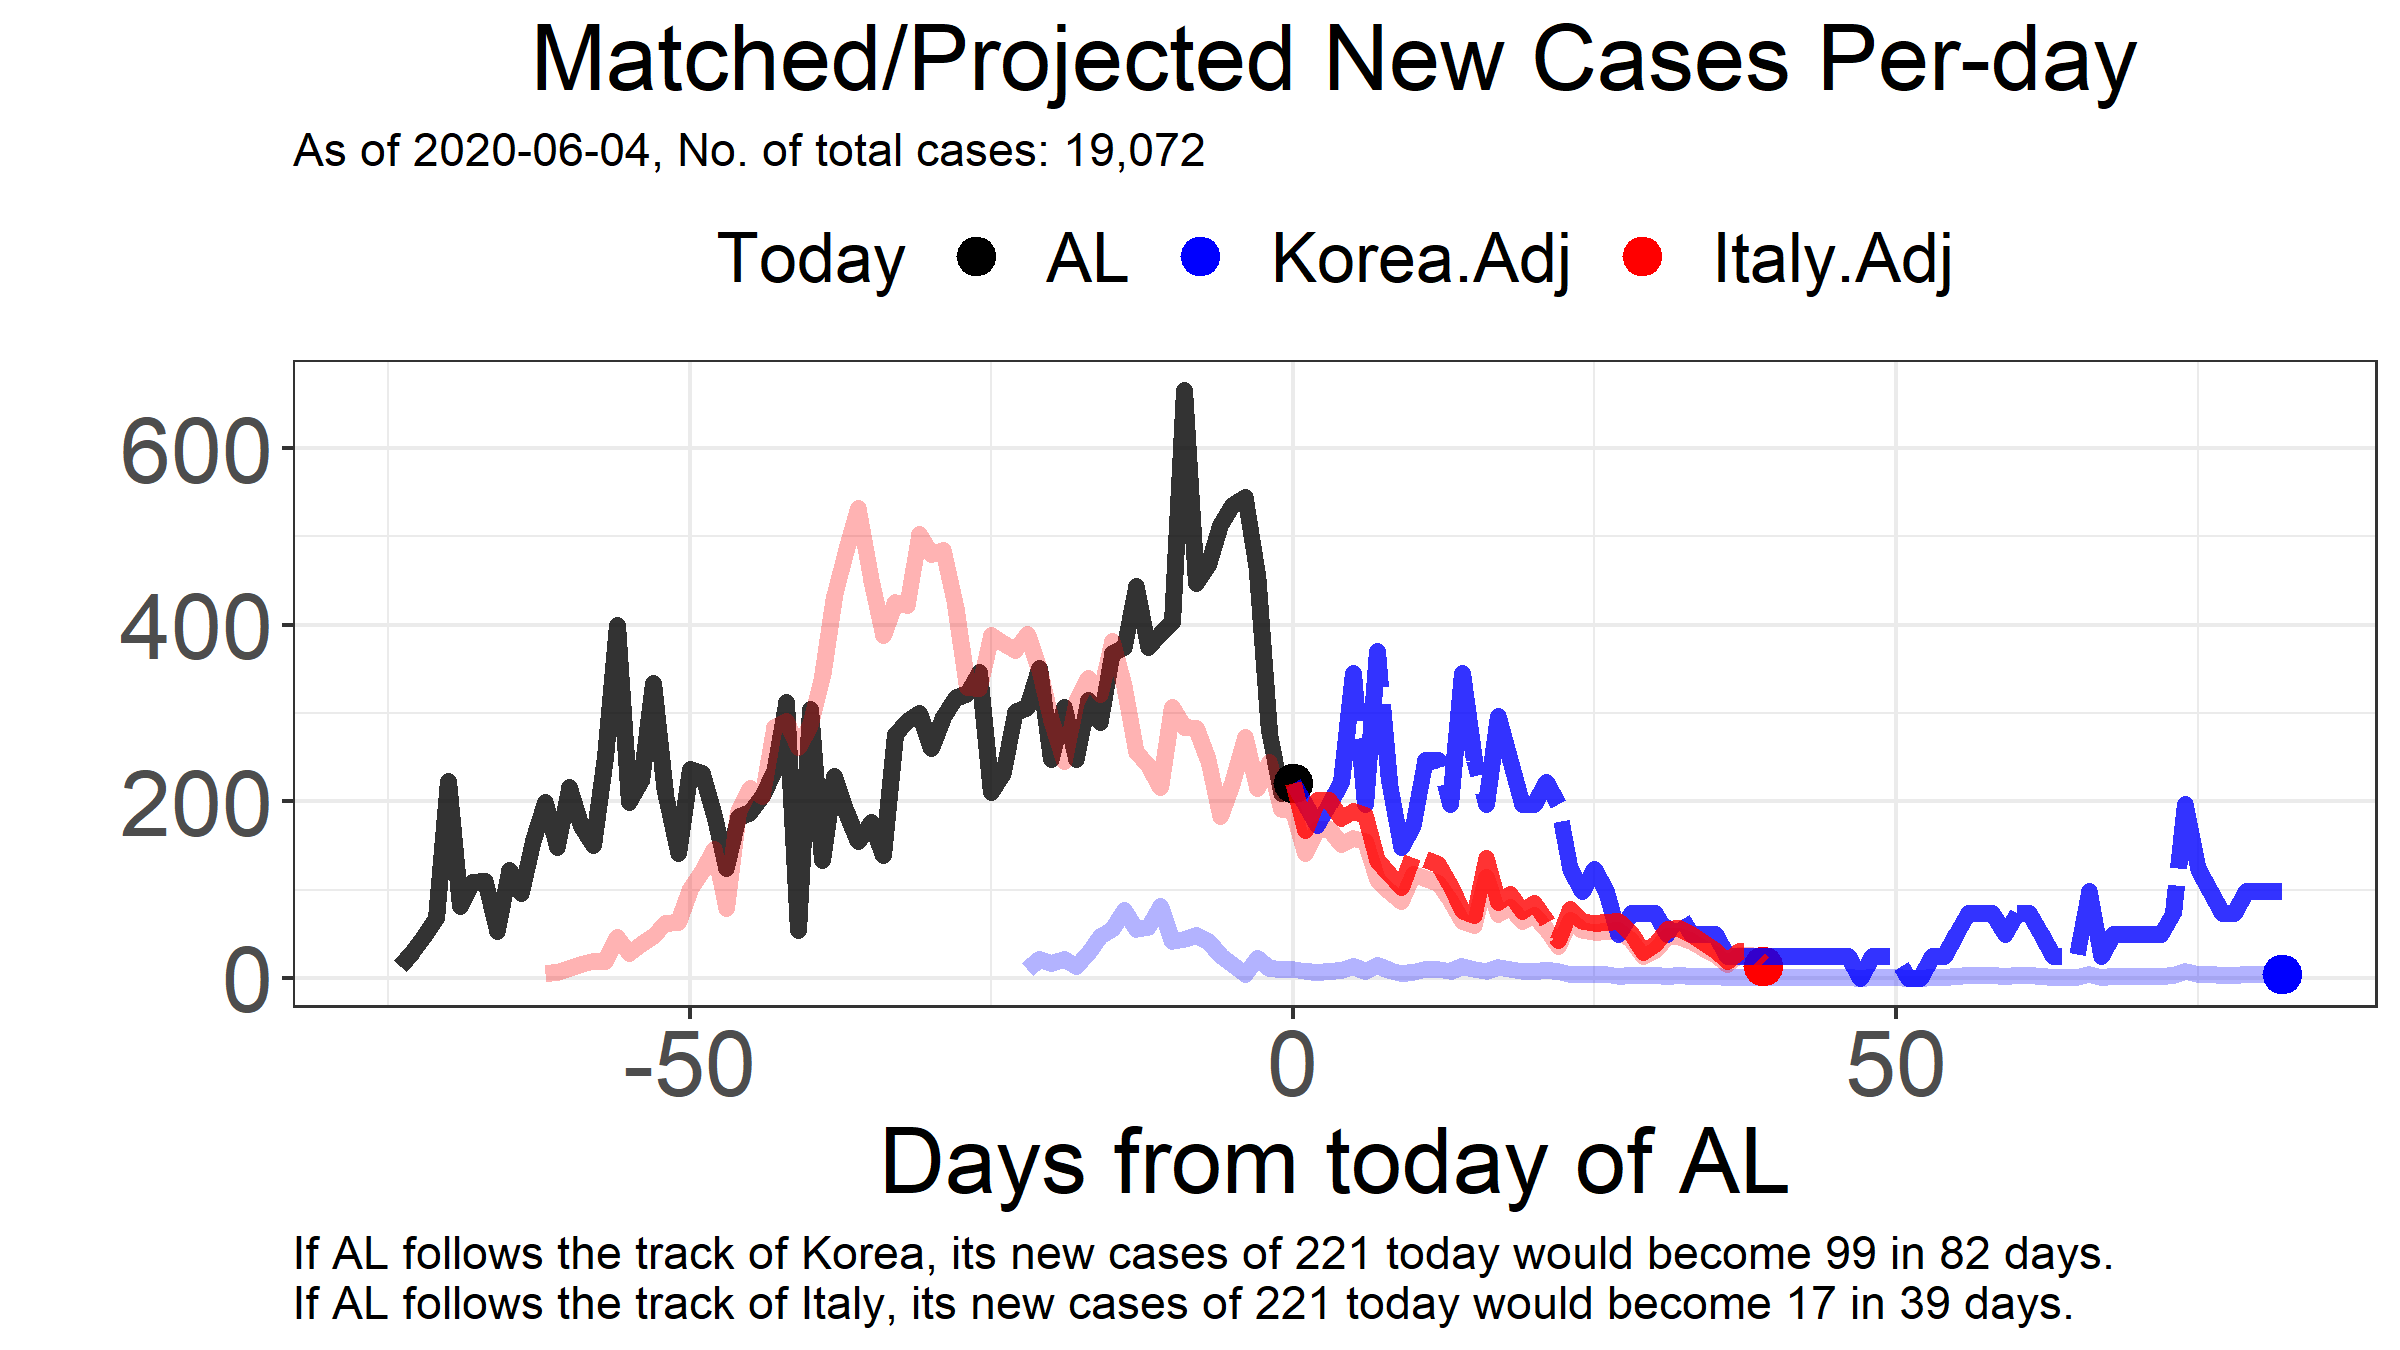 Matched/Projected New Cases Per-day
As of 2020-06-04, No. of total cases: 19,072
Today AL Korea.Adj Italy.Adj
600
400
200
0
-50 0 50
Days from today of AL
If AL follows the track of Korea, its new cases of 221 today would become 99 in 82 days.
If AL follows the track of Italy, its new cases of 221 today would become 17 in 39 days.